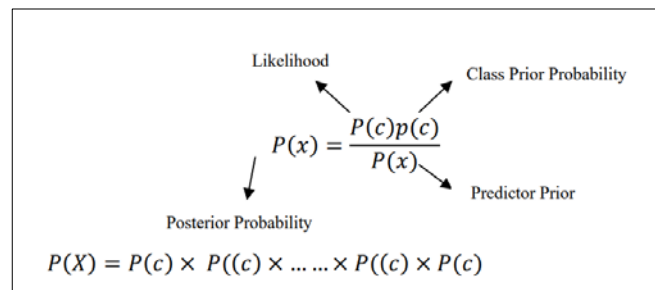 Likelihood
Class Prior Probability
P(x) = P(c)p(c) / P(x)
Predictor Prior
Posterior Probability
P(X) = P(c) × P((c) × … … × P((c) × P(c)